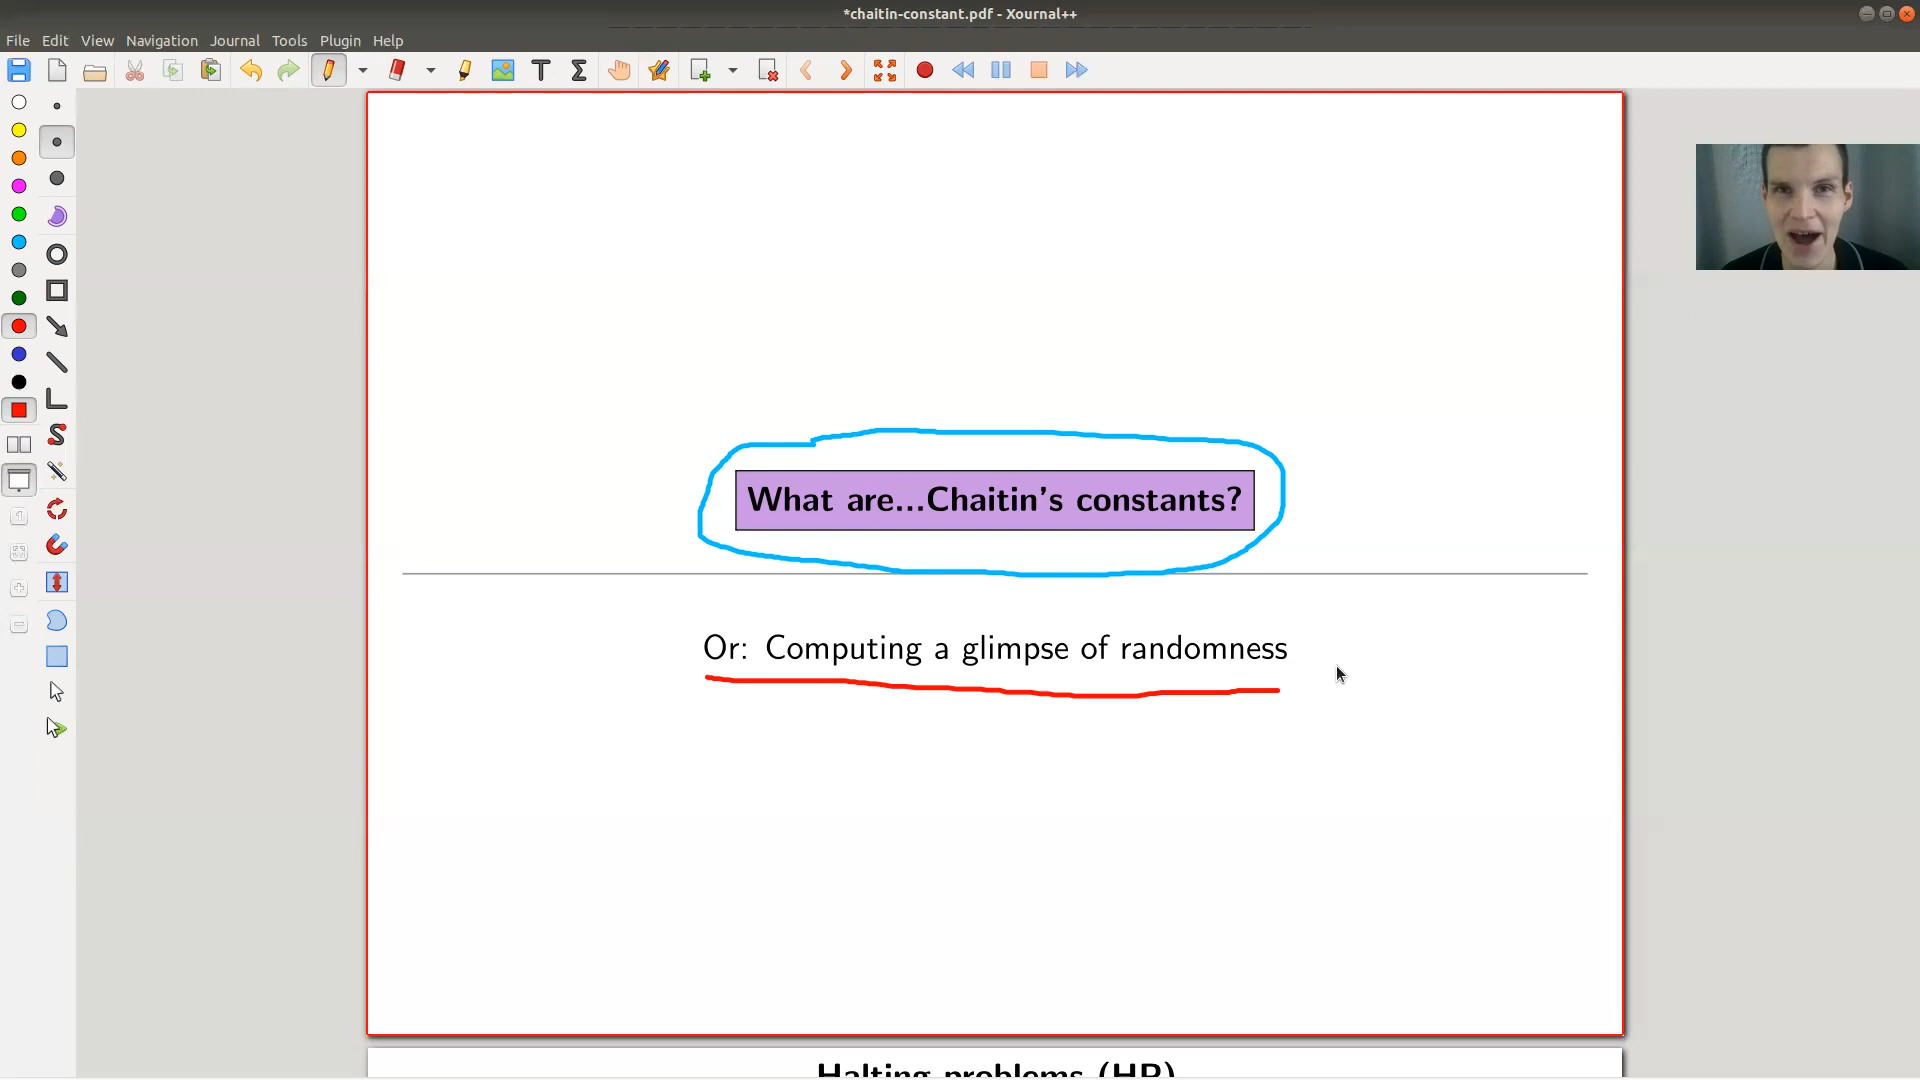 *chaitin-constant.pdf - Xournal++
File Edit View Navigation Journal Tools Plugin Help
What are...Chaitin's constants?
Or: Computing a glimpse of randomness
Halting problems (HP)